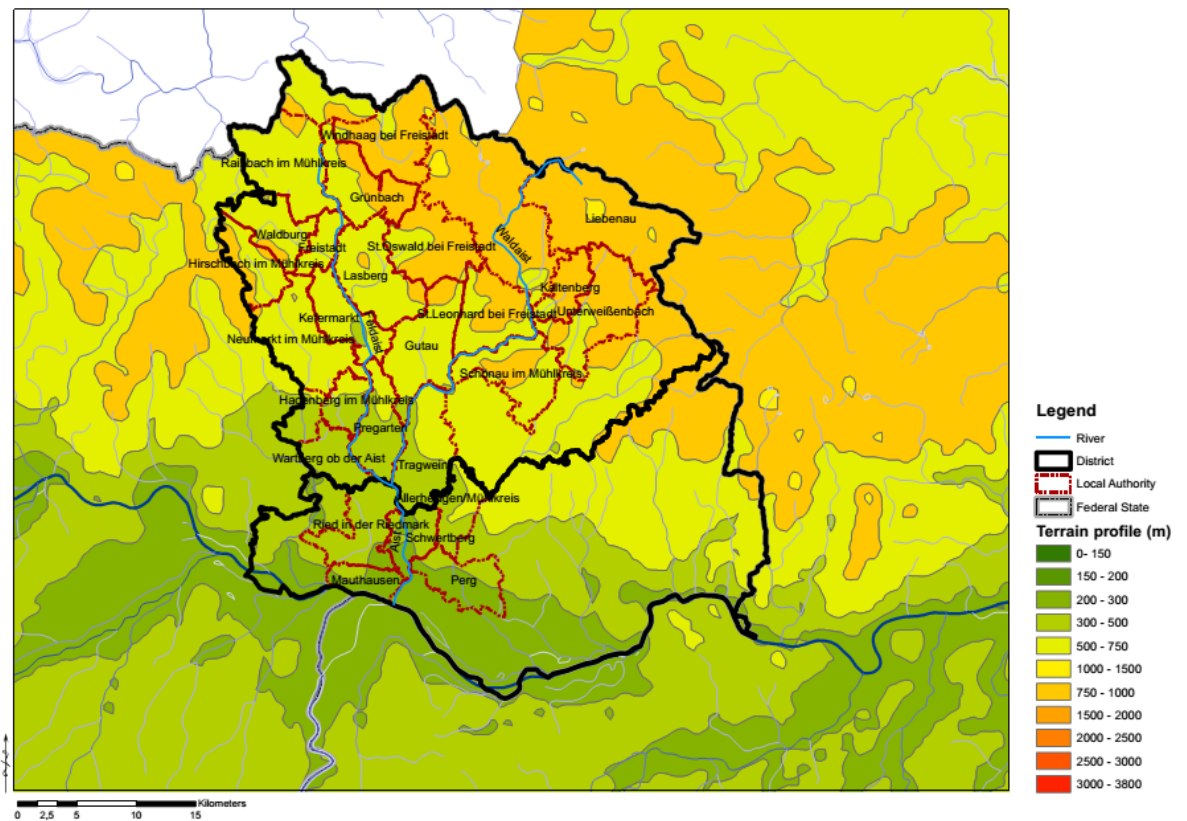 Windhaag bei Freistadt
Rainbach im Mühlkreis
Grünbach
Liebenau
Waldburg
Freistadt
St.Oswald bei Freistadt
Waldaist
Hirschbach im Mühlkreis
Lasberg
Kaltenberg
Kefermarkt
St.Leonhard bei Freistadt
Unterweißenbach
Feldaist
Neumarkt im Mühlkreis
Gutau
Schönau im Mühlkreis
Hagenberg im Mühlkreis
Pregarten
Wartberg ob der Aist
Tragwein
Allerheiligen/Mühlkreis
Ried in der Riedmark
Aist
Schwertberg
Mauthausen
Perg
Legend
River
District
Local Authority
Federal State
Terrain profile (m)
0- 150
150 - 200
200 - 300
300 - 500
500 - 750
1000 - 1500
750 - 1000
1500 - 2000
2000 - 2500
2500 - 3000
3000 - 3800
Kilometers
0 2,5 5 10 15